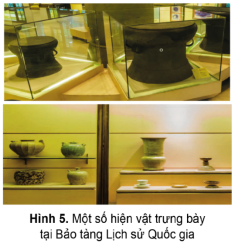 Hình 5. Một số hiện vật trưng bày
tại Bảo tàng Lịch sử Quốc gia